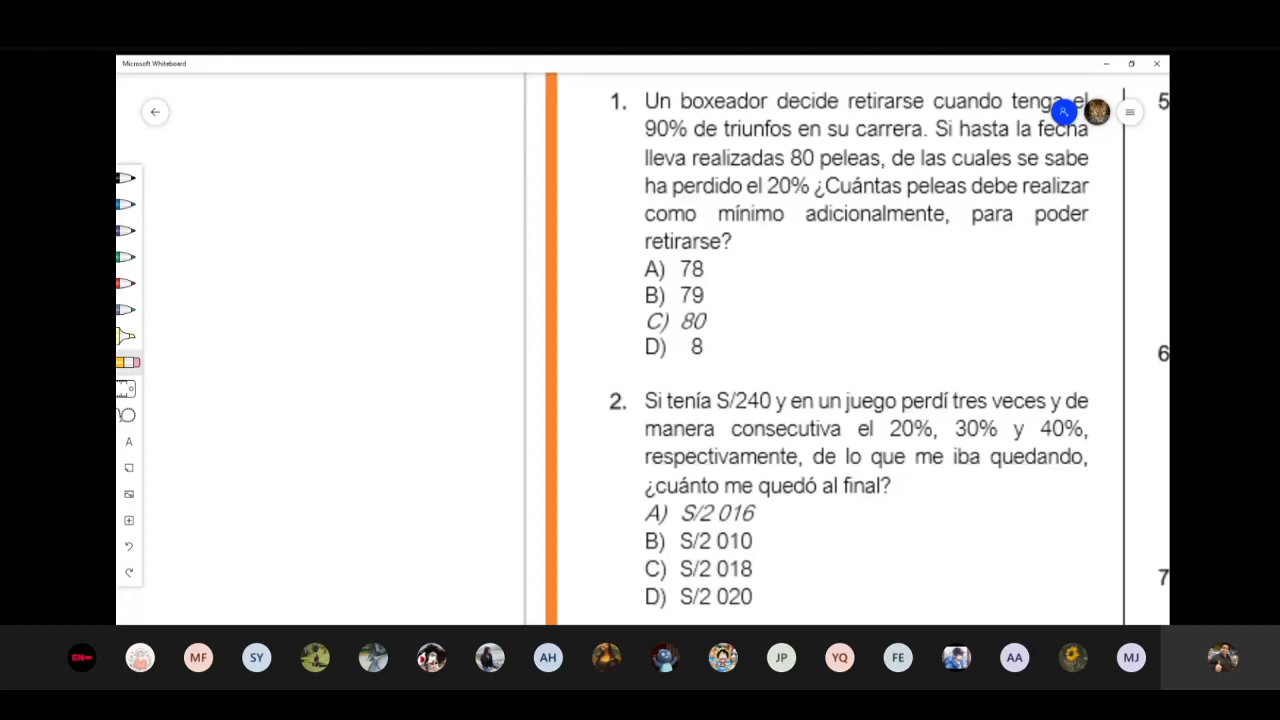 Microsoft Whiteboard
1. Un boxeador decide retirarse cuando tenga el
90% de triunfos en su carrera. Si hasta la fecha
lleva realizadas 80 peleas, de las cuales se sabe
ha perdido el 20% ¿Cuántas peleas debe realizar
como mínimo adicionalmente, para poder
retirarse?
A) 78
B) 79
C) 80
D) 8
2. Si tenía S/240 y en un juego perdí tres veces y de
manera consecutiva el 20%, 30% y 40%,
respectivamente, de lo que me iba quedando,
¿cuánto me quedó al final?
A) S/2 016
B) S/2 010
C) S/2 018
D) S/2 020
5
6
7
A
MF SY AH JP YQ FE AA MJ